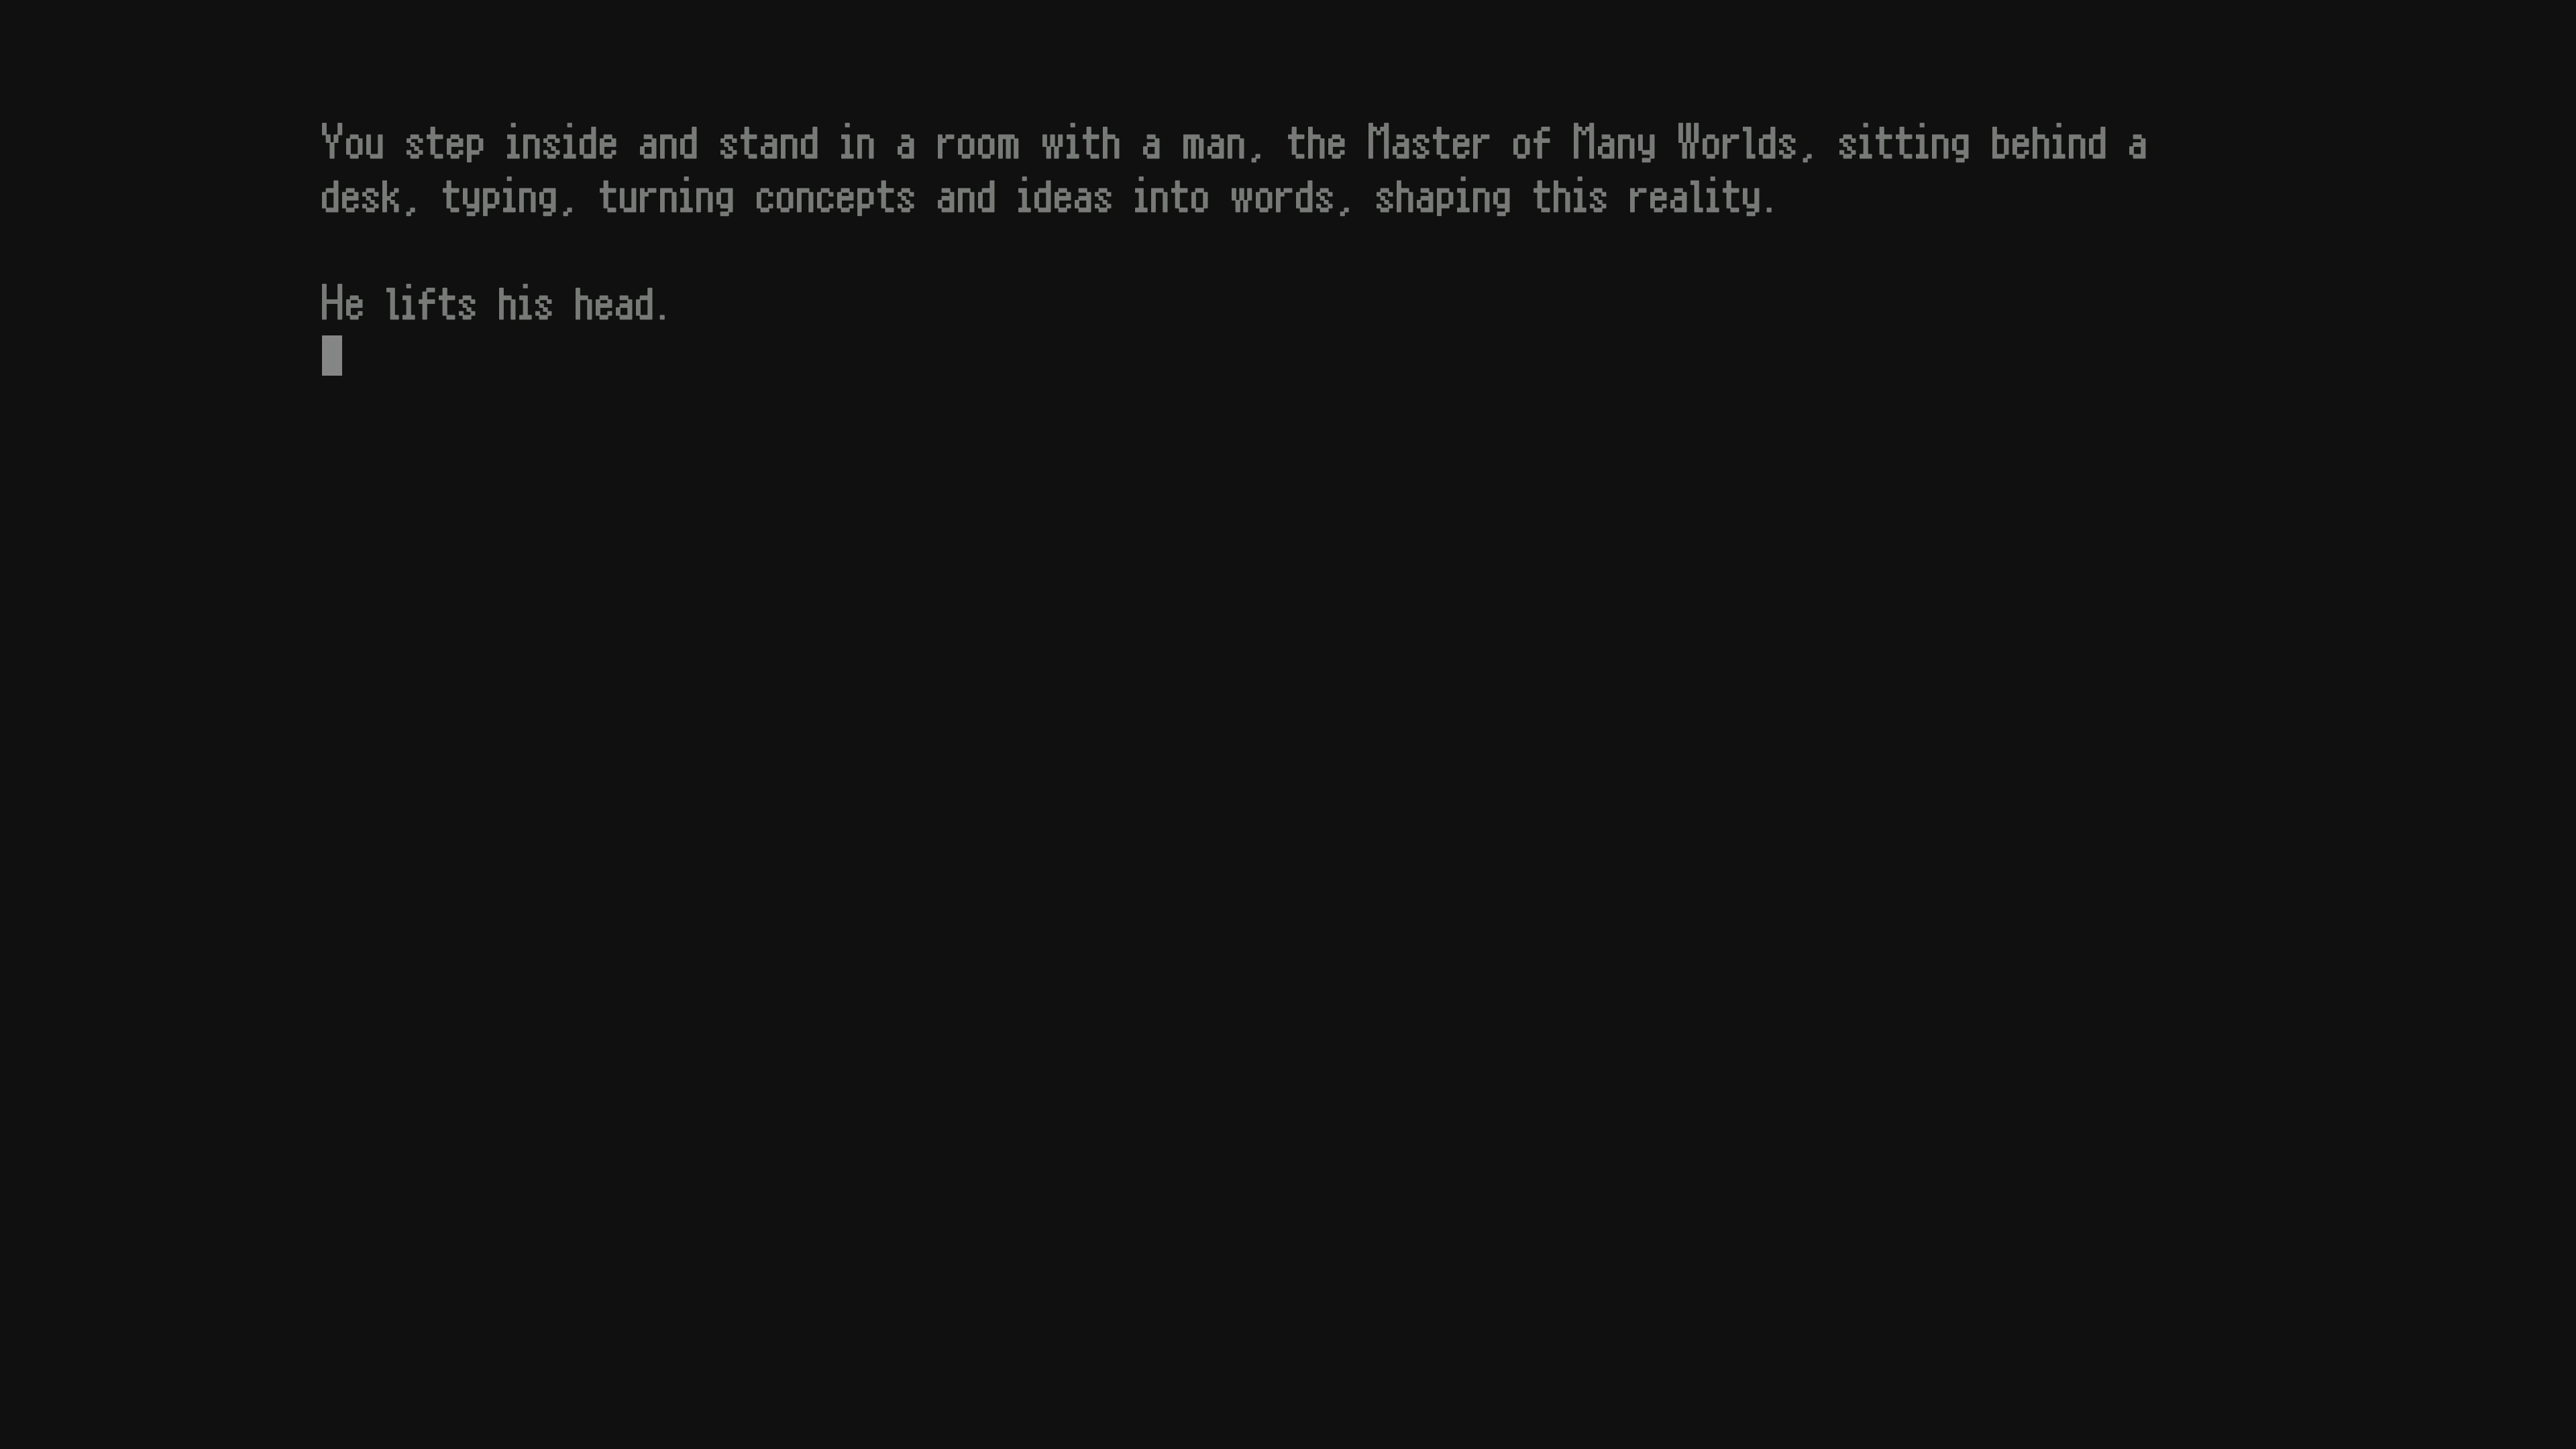 You step inside and stand in a room with a man, the Master of Many Worlds, sitting behind a
desk, typing, turning concepts and ideas into words, shaping this reality.
He lifts his head.